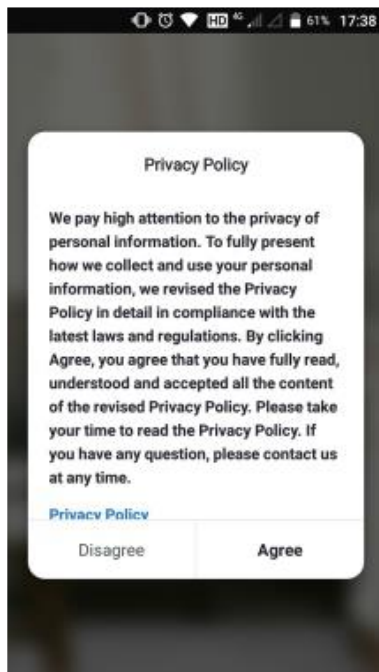 HD 4G 61% 17:38
Privacy Policy
We pay high attention to the privacy of
personal information. To fully present
how we collect and use your personal
information, we revised the Privacy
Policy in detail in compliance with the
latest laws and regulations. By clicking
Agree, you agree that you have fully read,
understood and accepted all the content
of the revised Privacy Policy. Please take
your time to read the Privacy Policy. If
you have any question, please contact us
at any time.
Privacy Policy
Disagree Agree